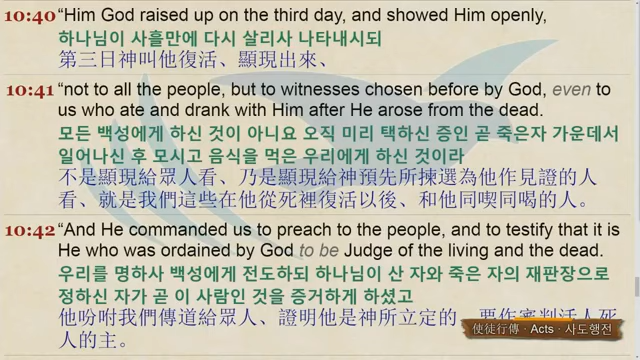 10:40 “Him God raised up on the third day, and showed Him openly,
하나님이 사흘만에 다시 살리사 나타내시되
第三日神叫他復活、顯現出來、
10:41 “not to all the people, but to witnesses chosen before by God, even to
us who ate and drank with Him after He arose from the dead.
모든 백성에게 하신 것이 아니요 오직 미리 택하신 증인 곧 죽은자 가운데서
일어나신 후 모시고 음식을 먹은 우리에게 하신 것이라
不是顯現給眾人看、乃是顯現給神預先所揀選為他作見證的人
看、就是我們這些在他從死裡復活以後、和他同喫同喝的人。
10:42 “And He commanded us to preach to the people, and to testify that it is
He who was ordained by God to be Judge of the living and the dead.
우리를 명하사 백성에게 전도하되 하나님이 산 자와 죽은 자의 재판장으로
정하신 자가 곧 이 사람인 것을 증거하게 하셨고
他吩咐我們傳道給眾人、證明他是神所立定的、要作審判活人死
人的主。
使徒行傳 · Acts · 사도행전